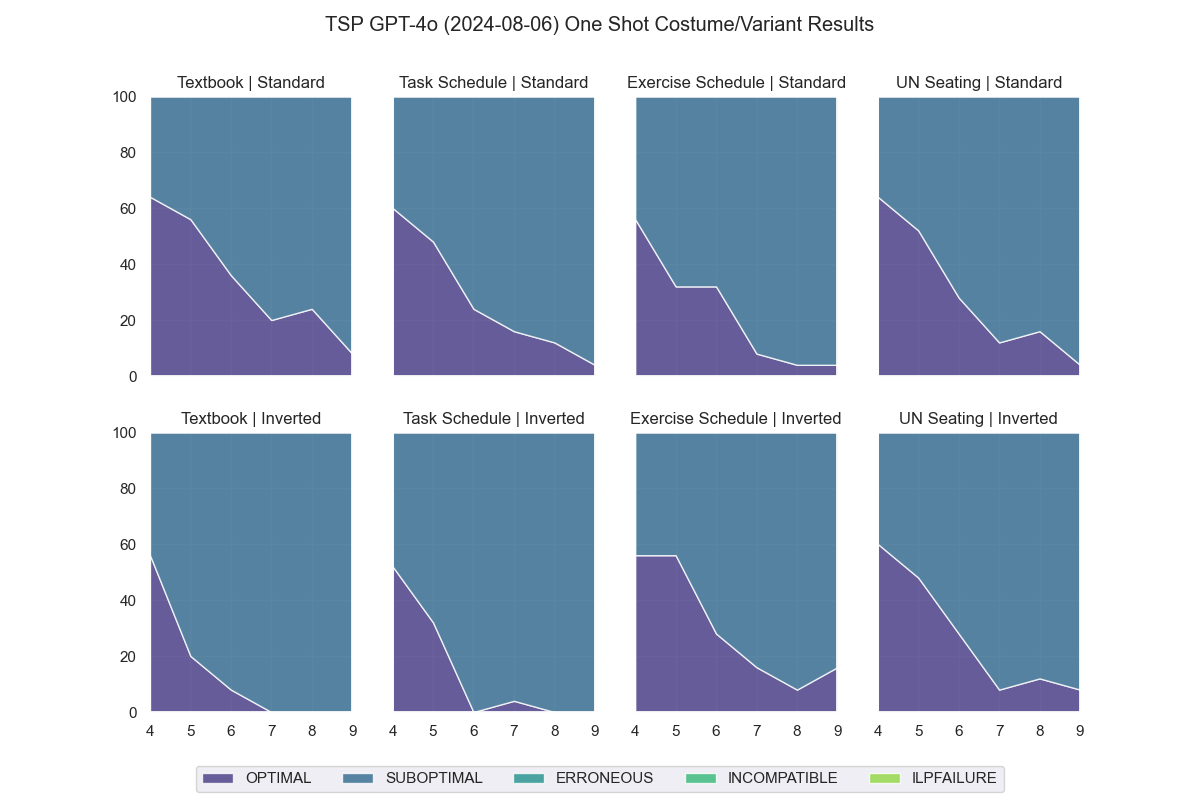 TSP GPT-4o (2024-08-06) One Shot Costume/Variant Results
Textbook | Standard
Task Schedule | Standard
Exercise Schedule | Standard
UN Seating | Standard
100
80
60
40
20
0
Textbook | Inverted
Task Schedule | Inverted
Exercise Schedule | Inverted
UN Seating | Inverted
100
80
60
40
20
0
4 5 6 7 8 9
4 5 6 7 8 9
4 5 6 7 8 9
4 5 6 7 8 9
OPTIMAL SUBOPTIMAL ERRONEOUS INCOMPATIBLE ILPFAILURE